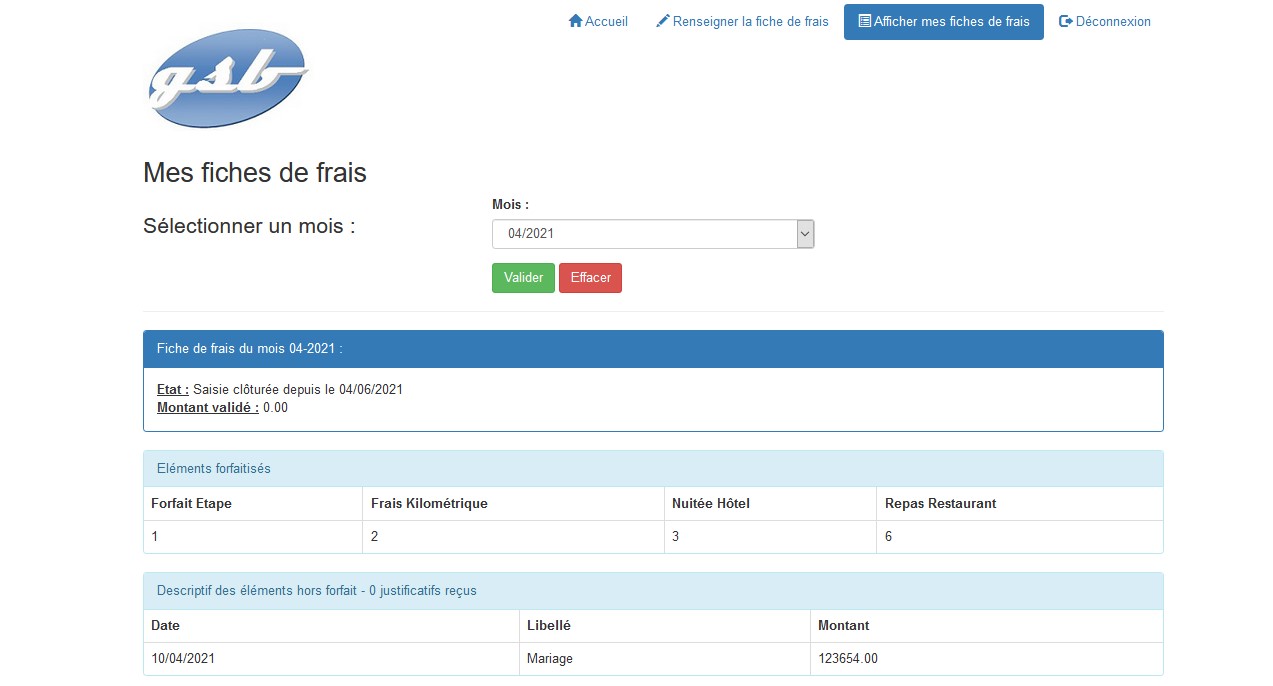 Accueil Renseigner la fiche de frais Afficher mes fiches de frais Déconnexion
gsb
Mes fiches de frais
Sélectionner un mois :
Mois :
04/2021
Valider Effacer
Fiche de frais du mois 04-2021 :
Etat : Saisie clôturée depuis le 04/06/2021
Montant validé : 0.00
Eléments forfaitisés
Forfait Etape Frais Kilométrique Nuitée Hôtel Repas Restaurant
1 2 3 6
Descriptif des éléments hors forfait - 0 justificatifs reçus
Date Libellé Montant
10/04/2021 Mariage 123654.00